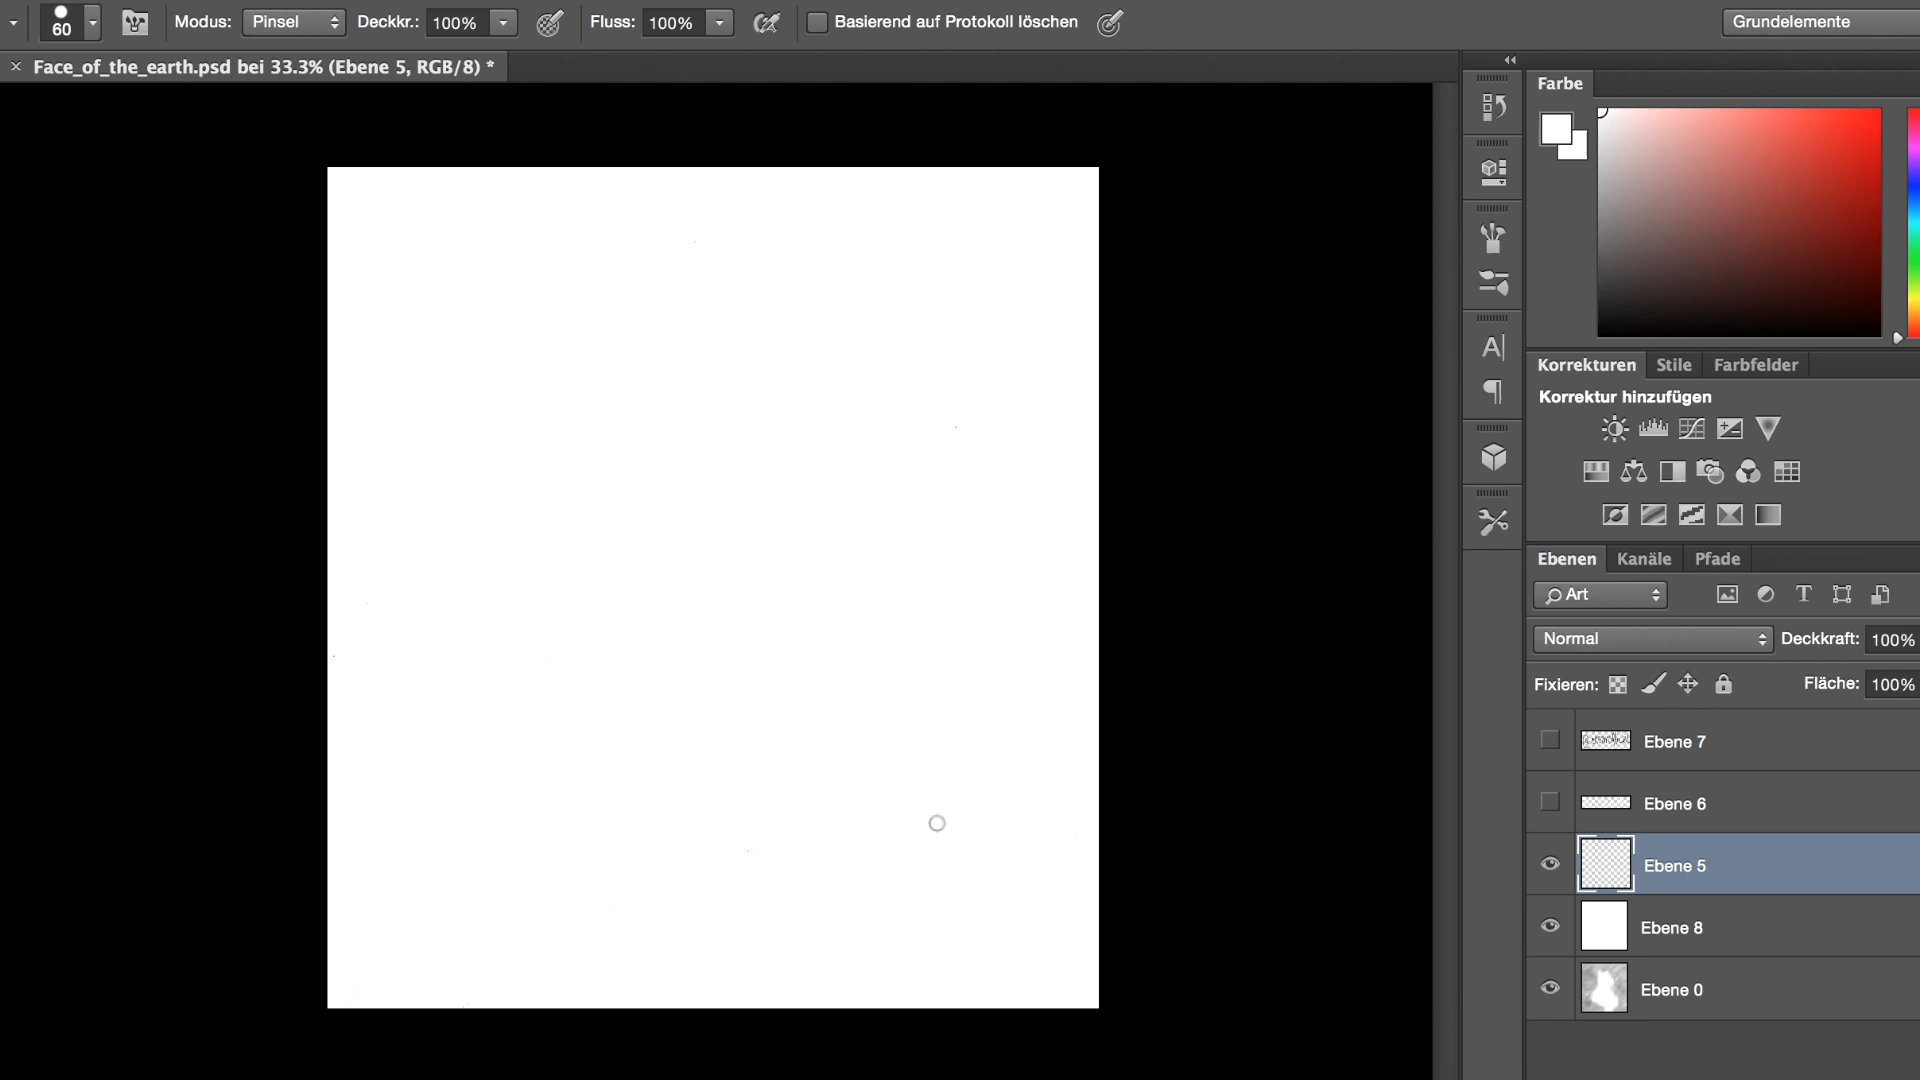 60
Modus: Pinsel Deckkr.: 100% Fluss: 100% Basierend auf Protokoll löschen Grundelemente
× Face_of_the_earth.psd bei 33.3% (Ebene 5, RGB/8) *
Farbe
Korrekturen Stile Farbfelder
Korrektur hinzufügen
Ebenen Kanäle Pfade
Art
Normal Deckkraft: 100%
Fixieren: Fläche: 100%
Ebene 7
Ebene 6
Ebene 5
Ebene 8
Ebene 0